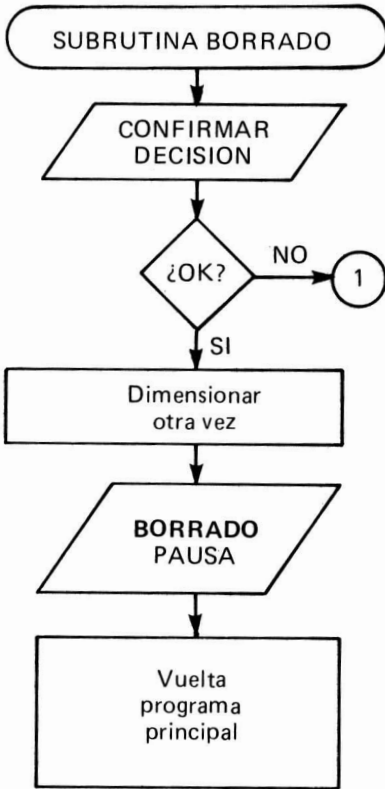 SUBRUTINA BORRADO
CONFIRMAR
DECISION
¿OK?
NO
1
SI
Dimensionar
otra vez
BORRADO
PAUSA
Vuelta
programa
principal